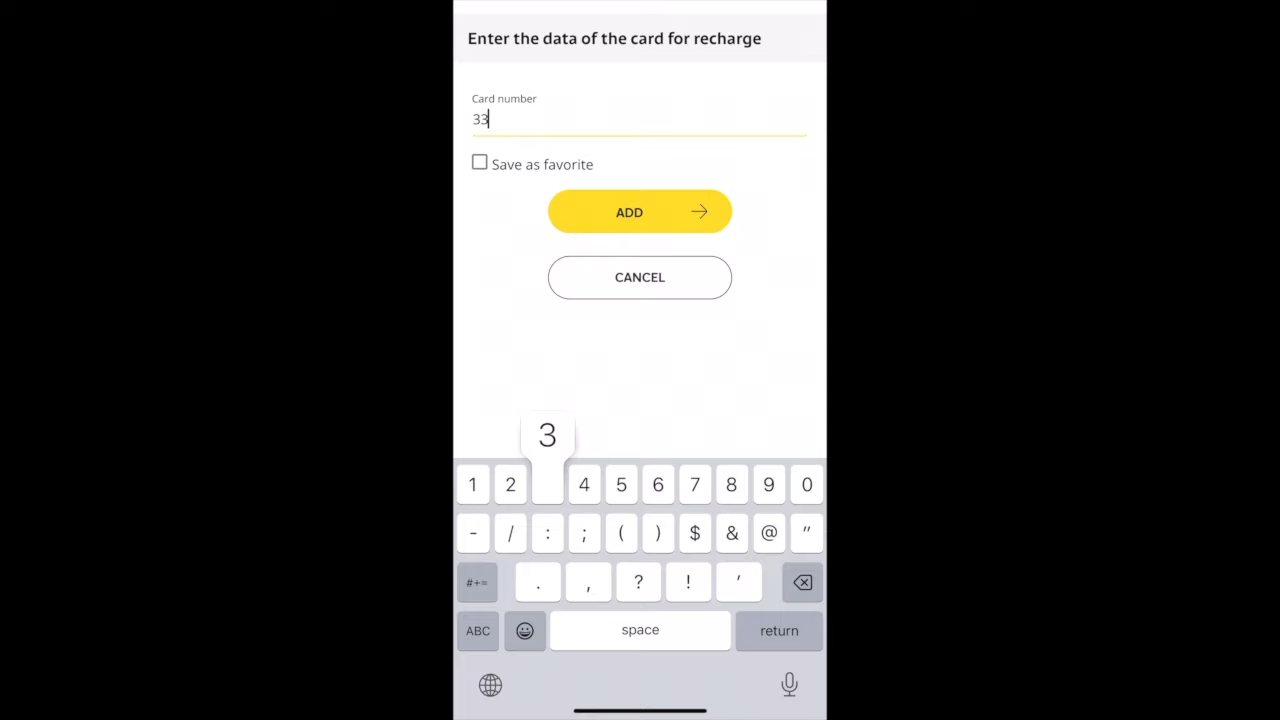 Enter the data of the card for recharge
Card number
33
Save as favorite
ADD
CANCEL
3
1 2 4 5 6 7 8 9 0
- / : ; ( ) $ & @ "
#+= . , ? ! '
ABC space return